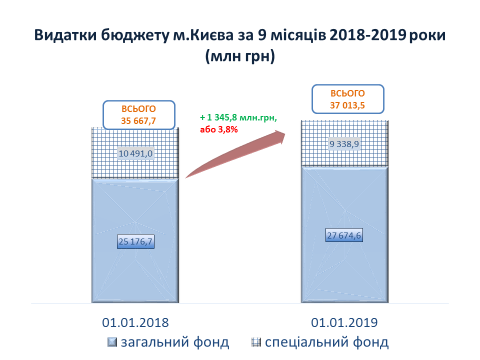 Видатки бюджету м.Києва за 9 місяців 2018-2019 роки
(млн грн)
ВСЬОГО
35 667,7
ВСЬОГО
37 013,5
+ 1 345,8 млн.грн,
або 3,8%
10 491,0
9 338,9
25 176,7
27 674,6
01.01.2018
01.01.2019
загальний фонд
спеціальний фонд